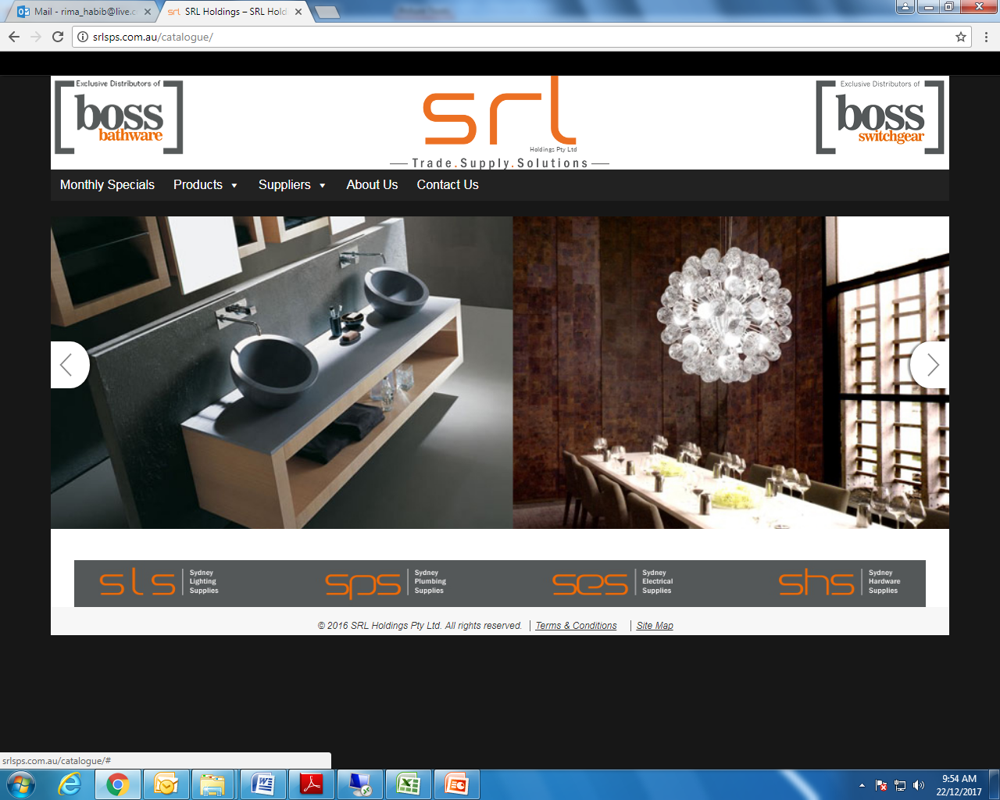 Mail - rima_habib@live.c
SRL Holdings – SRL Hold
srlsps.com.au/catalogue/
Exclusive Distributors of
boss
bathware
srl
Holdings Pty Ltd
Trade.Supply.Solutions
Exclusive Distributors of
boss
switchgear
Monthly Specials Products Suppliers About Us Contact Us
sls Sydney Lighting Supplies
sps Sydney Plumbing Supplies
ses Sydney Electrical Supplies
shs Sydney Hardware Supplies
© 2016 SRL Holdings Pty Ltd. All rights reserved. | Terms & Conditions | Site Map
srlsps.com.au/catalogue/#
9:54 AM
22/12/2017